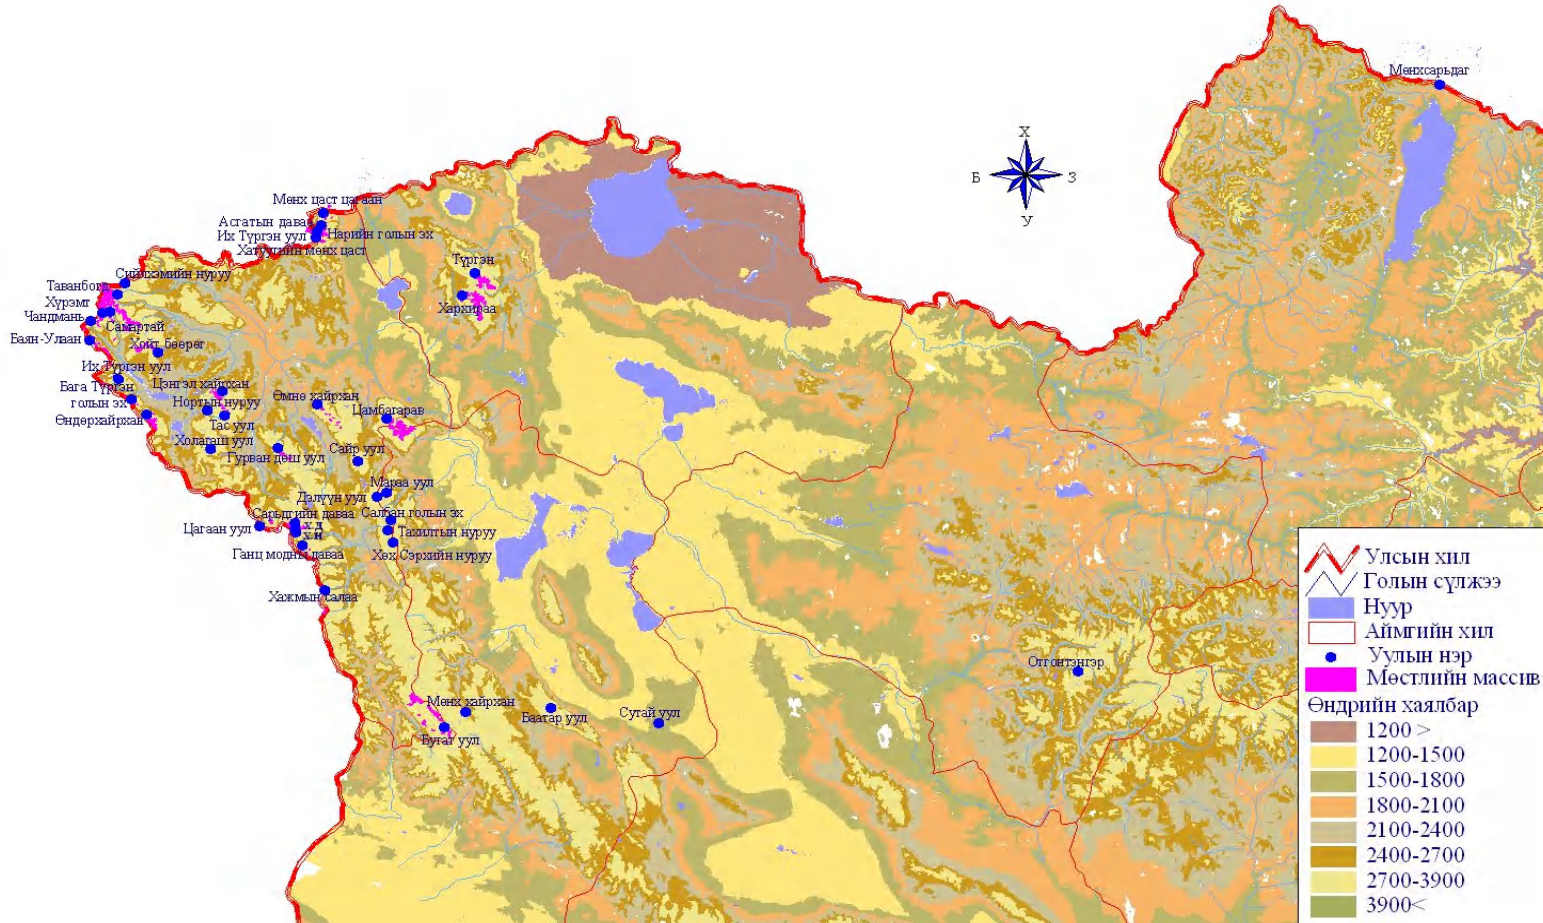 Мөнхсарьдаг
Х
Б
З
У
Мөнх цаст цагаан
Асгатын даваа
Их Түргэн уул
Нарийн голын эх
Хатуугийн мөнх цаст
Түргэн
Сийлхэмийн нуруу
Таванбогд
Хархираа
Хүрэмт
Чандмань
Самартай
Баян-Улаан
Хойт бөөрөг
Их Түргэн уул
Бага Түргэн
голын эх
Цэнгэл хайрхан
Өмнө хайрхан
Нортын нуруу
Цамбагарав
Өндөрхайрхан
Тас уул
Холагаш уул
Гурван деш уул
Сайр уул
Мараа уул
Дэлүүн уул
Сарьдгийн даваа
Салбан голын эх
Цагаан уул
Х.Д
Х.Н
Тахилтын нуруу
Ганц модны даваа
Хөх Сэрхийн нуруу
Хажмын салаа
Отгонтэнгэр
Мөнх хайрхан
Баатар уул
Сутай уул
Бугат уул
Улсын хил
Голын сүлжээ
Нуур
Аймгийн хил
Уулын нэр
Мөстлийн массив
Өндрийн хаялбар
1200 >
1200-1500
1500-1800
1800-2100
2100-2400
2400-2700
2700-3900
3900<